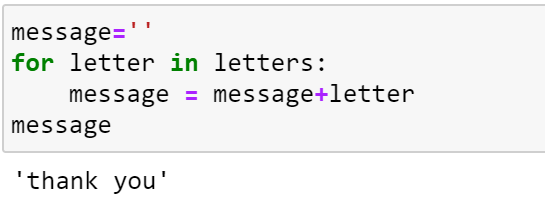 message=''
for letter in letters:
    message = message+letter
message
'thank you'